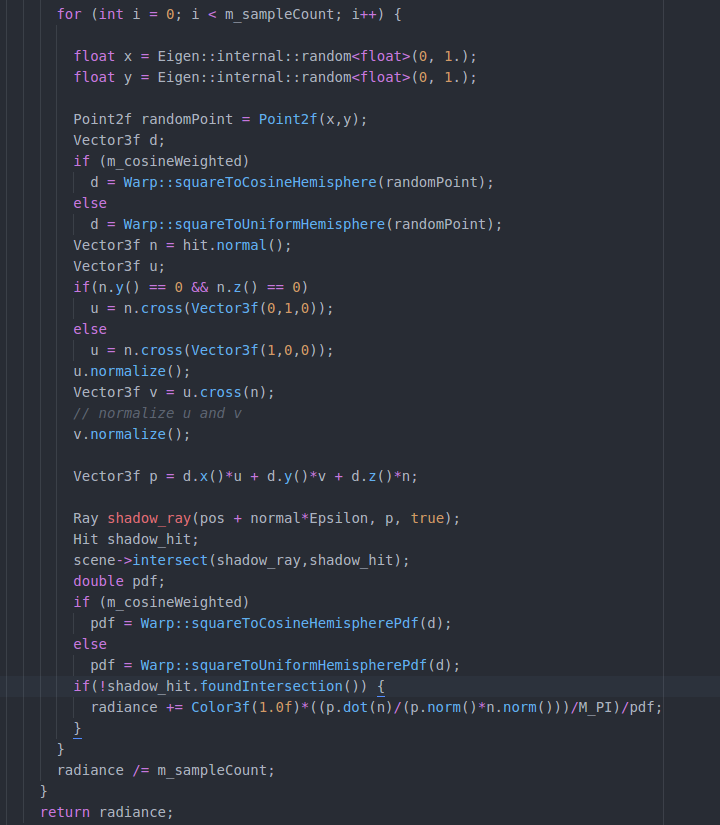 for (int i = 0; i < m_sampleCount; i++) {
float x = Eigen::internal::random<float>(0, 1.);
float y = Eigen::internal::random<float>(0, 1.);
Point2f randomPoint = Point2f(x,y);
Vector3f d;
if (m_cosineWeighted)
d = Warp::squareToCosineHemisphere(randomPoint);
else
d = Warp::squareToUniformHemisphere(randomPoint);
Vector3f n = hit.normal();
Vector3f u;
if(n.y() == 0 && n.z() == 0)
u = n.cross(Vector3f(0,1,0));
else
u = n.cross(Vector3f(1,0,0));
u.normalize();
Vector3f v = u.cross(n);
// normalize u and v
v.normalize();
Vector3f p = d.x()*u + d.y()*v + d.z()*n;
Ray shadow_ray(pos + normal*Epsilon, p, true);
Hit shadow_hit;
scene->intersect(shadow_ray,shadow_hit);
double pdf;
if (m_cosineWeighted)
pdf = Warp::squareToCosineHemispherePdf(d);
else
pdf = Warp::squareToUniformHemispherePdf(d);
if(!shadow_hit.foundIntersection()) {
radiance += Color3f(1.0f)*((p.dot(n)/(p.norm()*n.norm()))/M_PI)/pdf;
}
}
radiance /= m_sampleCount;
}
return radiance;